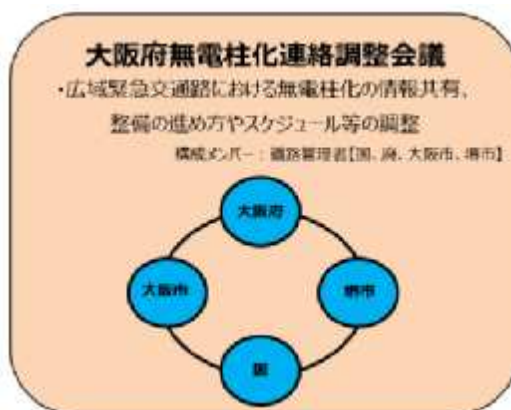 大阪府無電柱化連絡調整会議
・広域緊急交通路における無電柱化の情報共有、
整備の進め方やスケジュール等の調整
構成メンバー：道路管理者【国、府、大阪市、堺市】
大阪府
大阪市
堺市
国